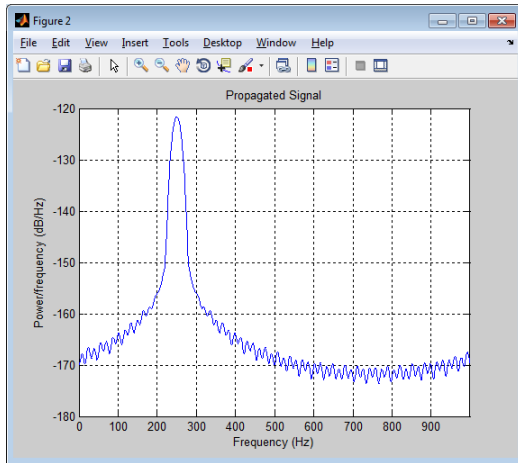 Figure 2
File Edit View Insert Tools Desktop Window Help
Propagated Signal
-120
-130
-140
-150
-160
-170
-180
Power/frequency (dB/Hz)
0 100 200 300 400 500 600 700 800 900
Frequency (Hz)